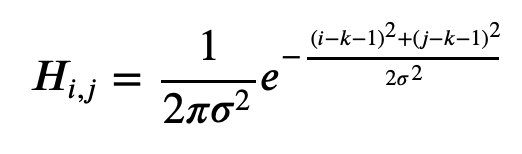 H_{i,j} = \frac{1}{2\pi\sigma^2} e^{-\frac{(i-k-1)^2+(j-k-1)^2}{2\sigma^2}}